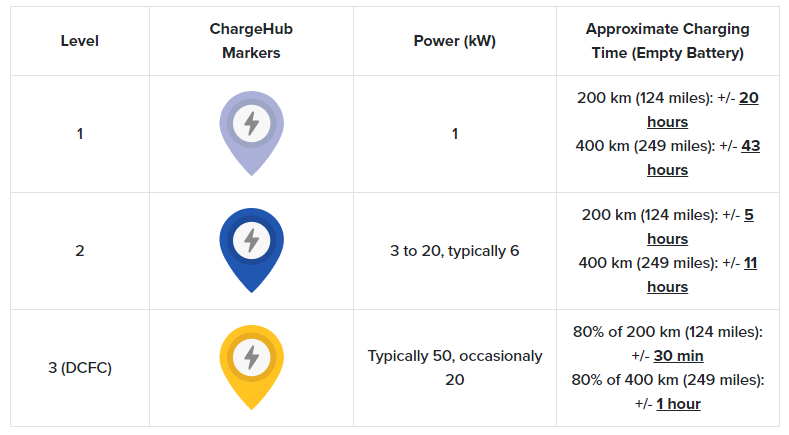 Level
ChargeHub
Markers
Power (kW)
Approximate Charging
Time (Empty Battery)
1
1
200 km (124 miles): +/- 20
hours
400 km (249 miles): +/- 43
hours
2
3 to 20, typically 6
200 km (124 miles): +/- 5
hours
400 km (249 miles): +/- 11
hours
3 (DCFC)
Typically 50, occasionaly
20
80% of 200 km (124 miles):
+/- 30 min
80% of 400 km (249 miles):
+/- 1 hour